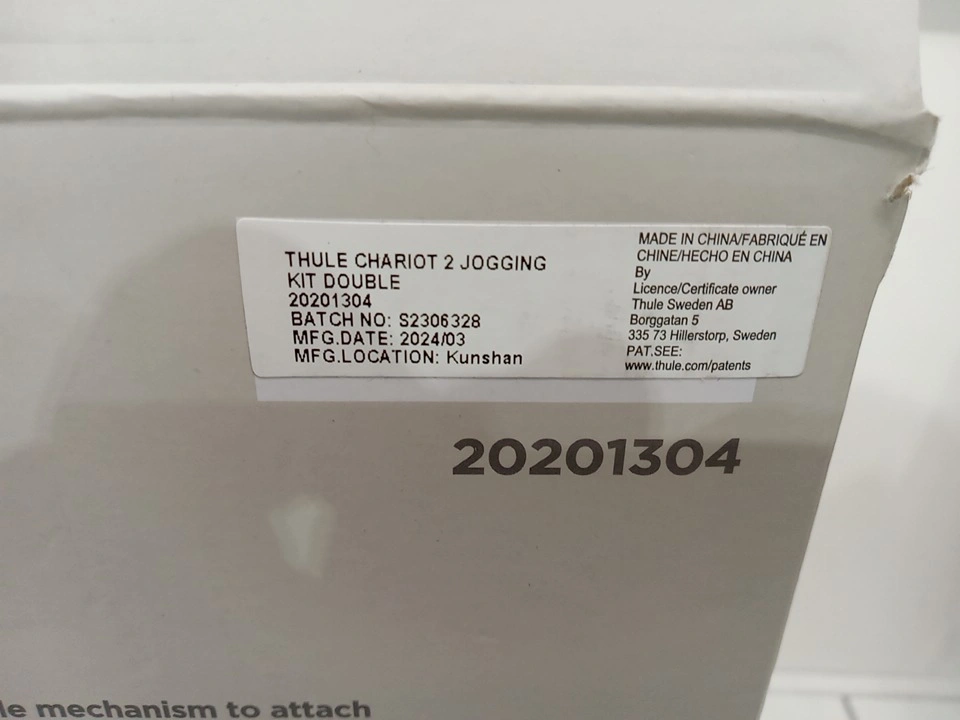 THULE CHARIOT 2 JOGGING
KIT DOUBLE
20201304
BATCH NO: S2306328
MFG.DATE: 2024/03
MFG.LOCATION: Kunshan
MADE IN CHINA/FABRIQUÉ EN
CHINE/HECHO EN CHINA
By
Licence/Certificate owner
Thule Sweden AB
Borggatan 5
335 73 Hillerstorp, Sweden
PAT.SEE:
www.thule.com/patents
20201304
mechanism to attach